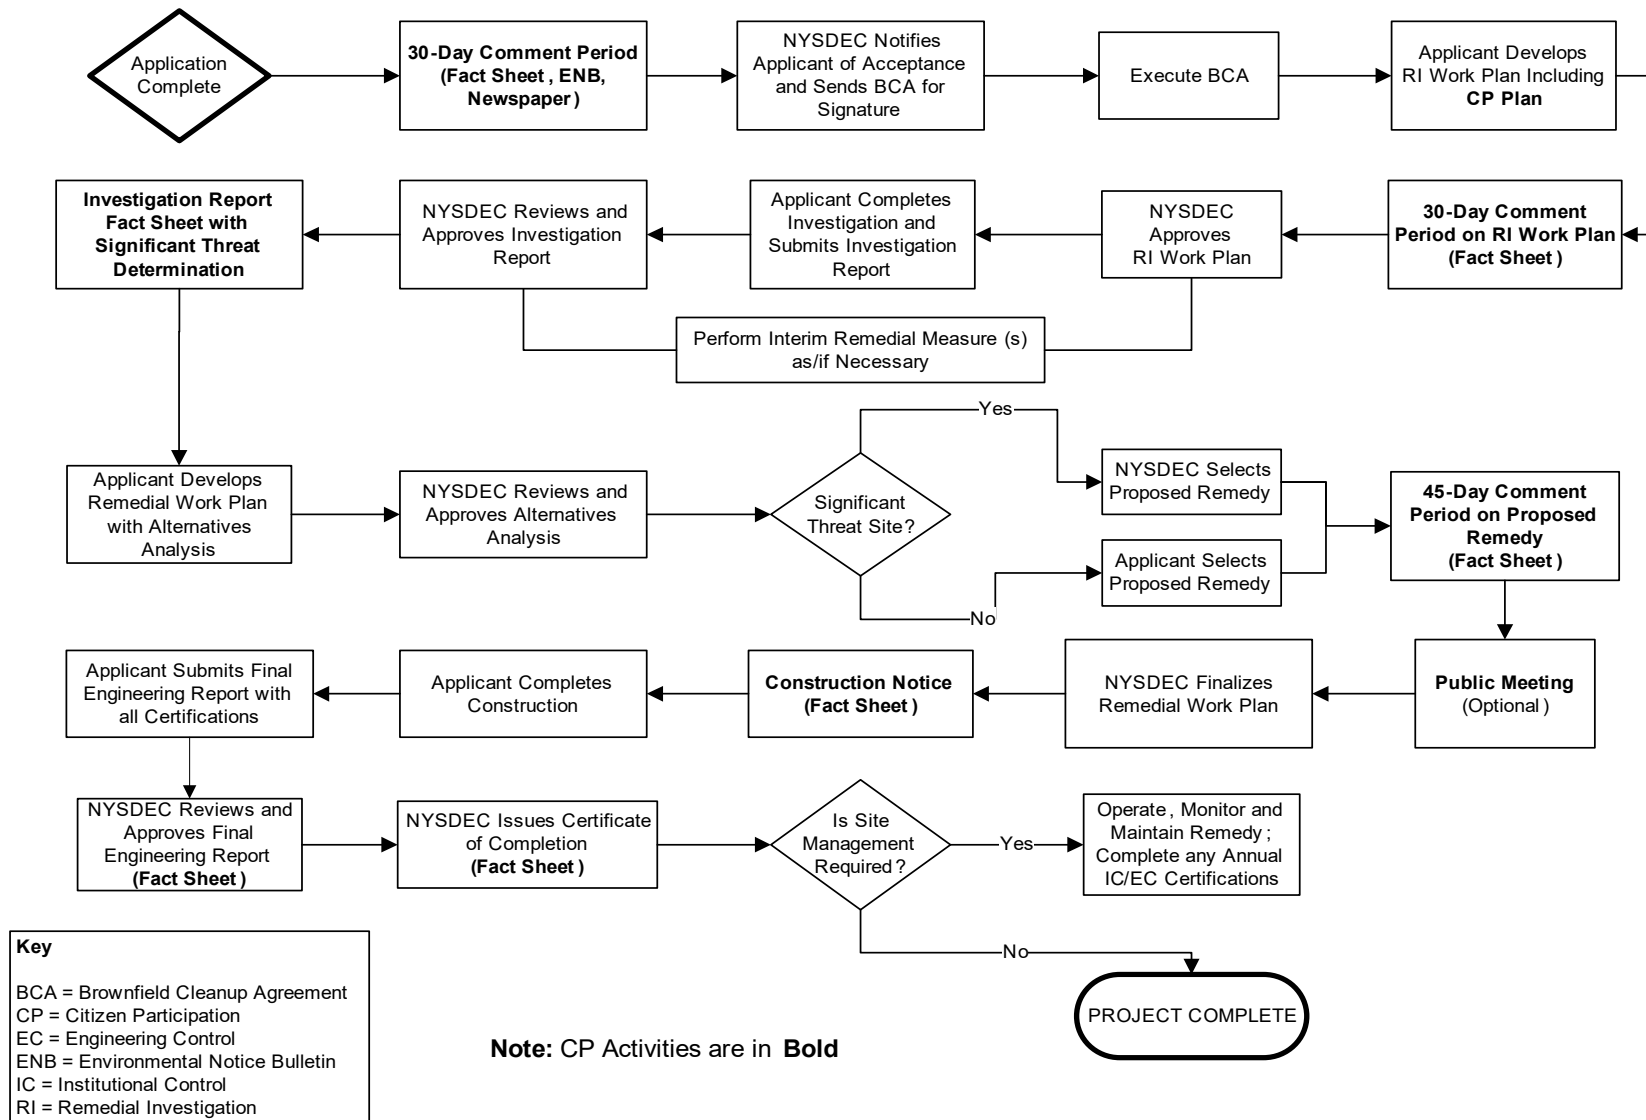 Application
Complete
30-Day Comment Period
(Fact Sheet , ENB,
Newspaper )
NYSDEC Notifies
Applicant of Acceptance
and Sends BCA for
Signature
Execute BCA
Applicant Develops
RI Work Plan Including
CP Plan
30-Day Comment
Period on RI Work Plan
(Fact Sheet )
NYSDEC
Approves
RI Work Plan
Applicant Completes
Investigation and
Submits Investigation
Report
NYSDEC Reviews and
Approves Investigation
Report
Investigation Report
Fact Sheet with
Significant Threat
Determination
Perform Interim Remedial Measure (s)
as/if Necessary
Applicant Develops
Remedial Work Plan
with Alternatives
Analysis
NYSDEC Reviews and
Approves Alternatives
Analysis
Significant
Threat Site?
Yes
NYSDEC Selects
Proposed Remedy
No
Applicant Selects
Proposed Remedy
45-Day Comment
Period on Proposed
Remedy
(Fact Sheet )
Public Meeting
(Optional )
NYSDEC Finalizes
Remedial Work Plan
Construction Notice
(Fact Sheet )
Applicant Completes
Construction
Applicant Submits Final
Engineering Report with
all Certifications
NYSDEC Reviews and
Approves Final
Engineering Report
(Fact Sheet )
NYSDEC Issues Certificate
of Completion
(Fact Sheet )
Is Site
Management
Required ?
Yes
Operate , Monitor and
Maintain Remedy ;
Complete any Annual
IC/EC Certifications
No
PROJECT COMPLETE
Key
BCA = Brownfield Cleanup Agreement
CP = Citizen Participation
EC = Engineering Control
ENB = Environmental Notice Bulletin
IC = Institutional Control
RI = Remedial Investigation
Note: CP Activities are in Bold